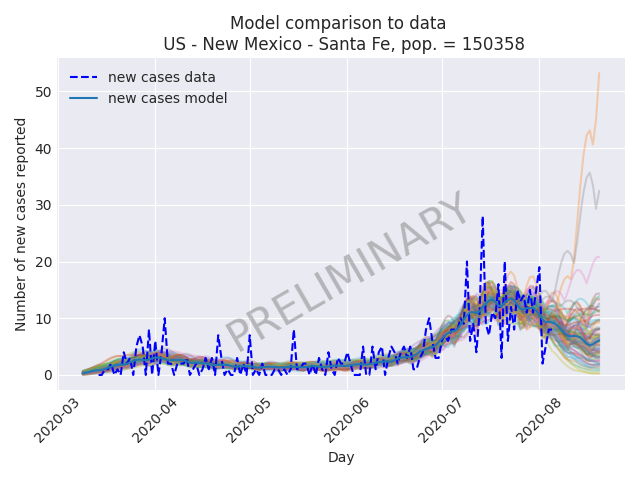 Model comparison to data
US - New Mexico - Santa Fe, pop. = 150358
new cases data
new cases model
Number of new cases reported
50
40
30
20
10
0
PRELIMINARY
2020-03
2020-04
2020-05
2020-06
2020-07
2020-08
Day